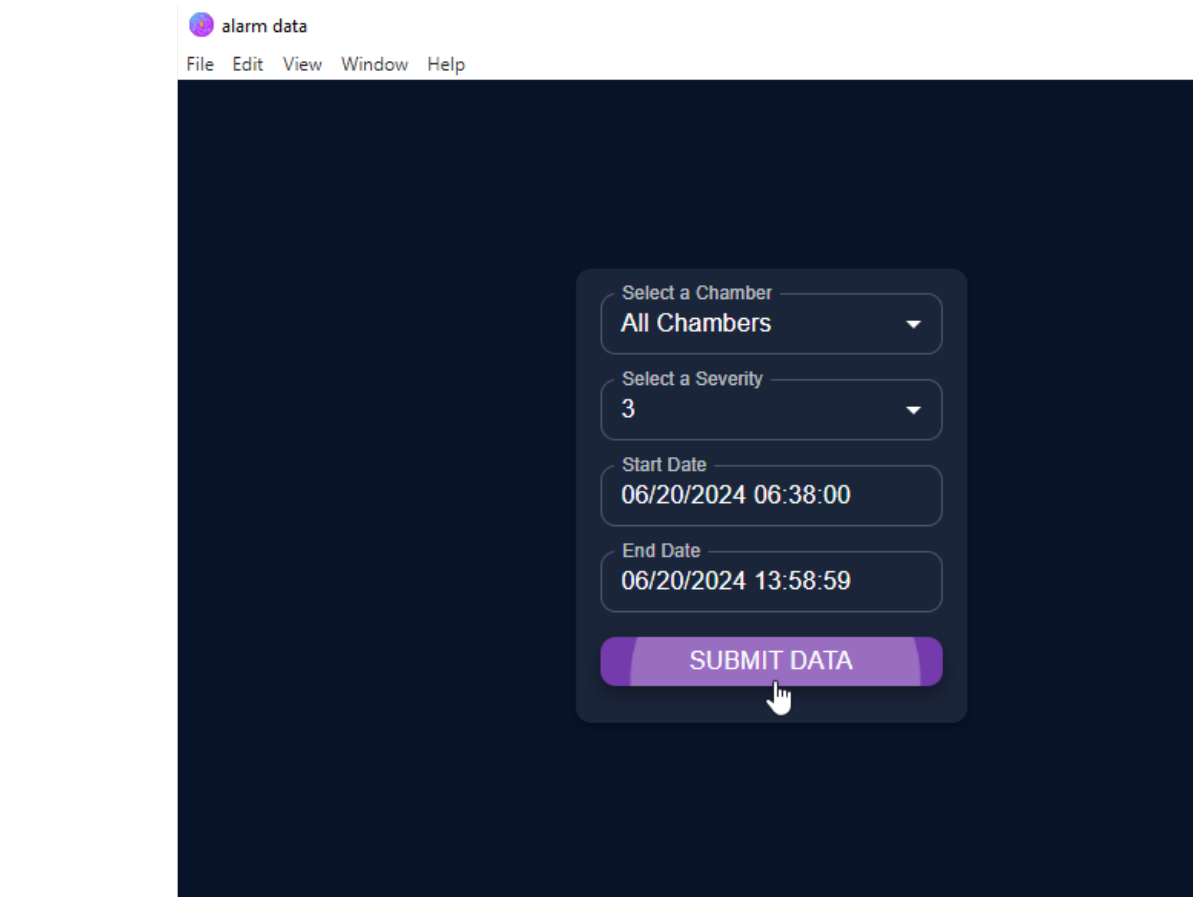 alarm data
File Edit View Window Help
Select a Chamber
All Chambers
Select a Severity
3
Start Date
06/20/2024 06:38:00
End Date
06/20/2024 13:58:59
SUBMIT DATA